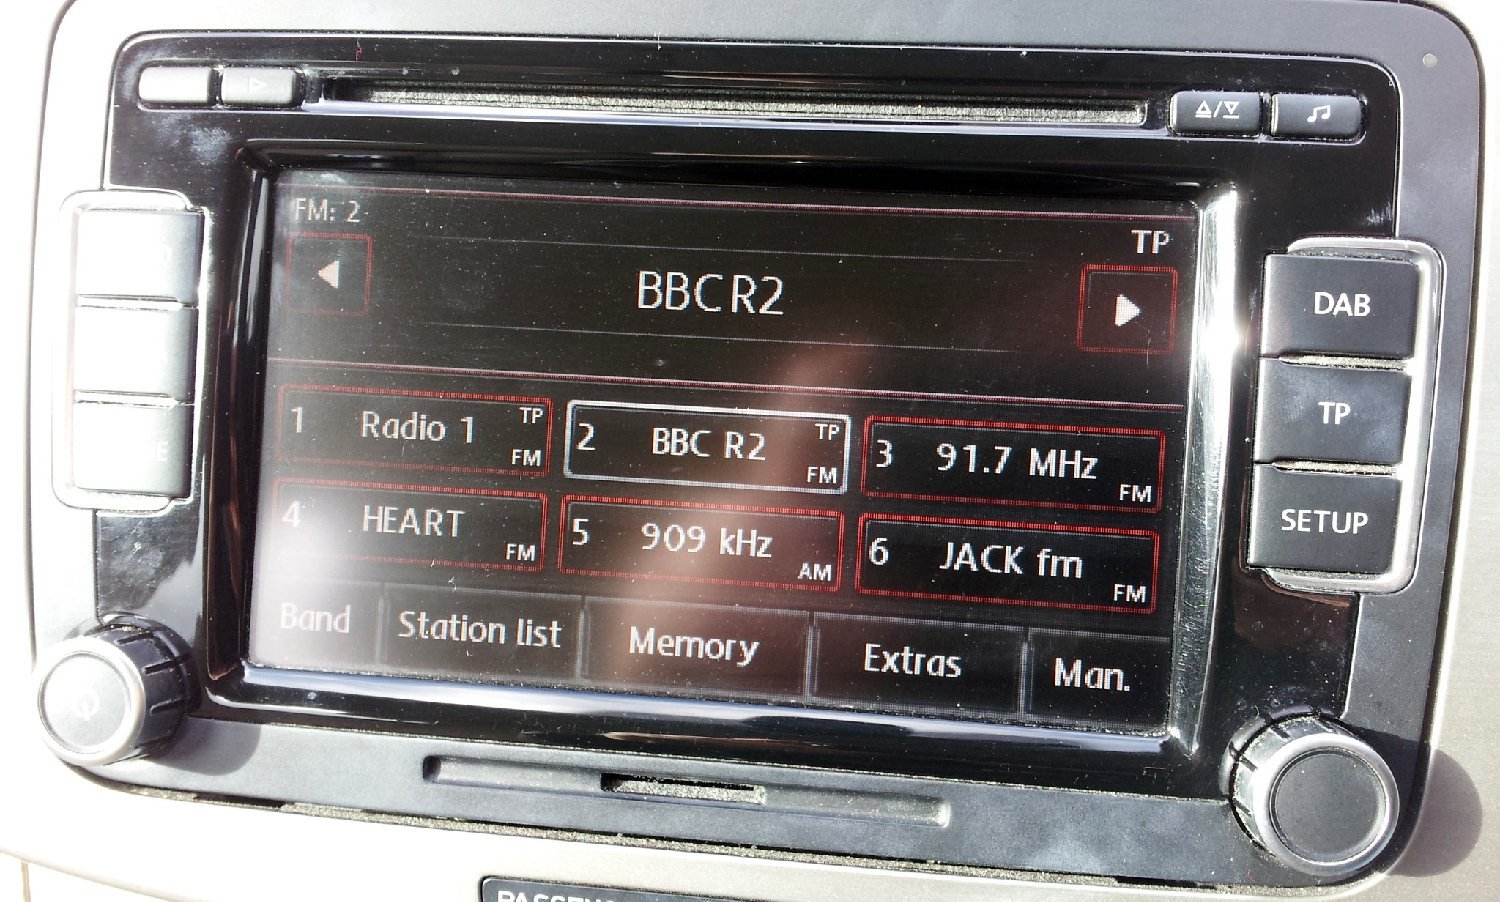 FM: 2
TP
BBC R2
DAB
1 Radio 1 TP FM
2 BBC R2 TP FM
3 91.7 MHz FM
TP
4 HEART FM
5 909 kHz AM
6 JACK fm FM
SETUP
Band Station list Memory Extras Man.